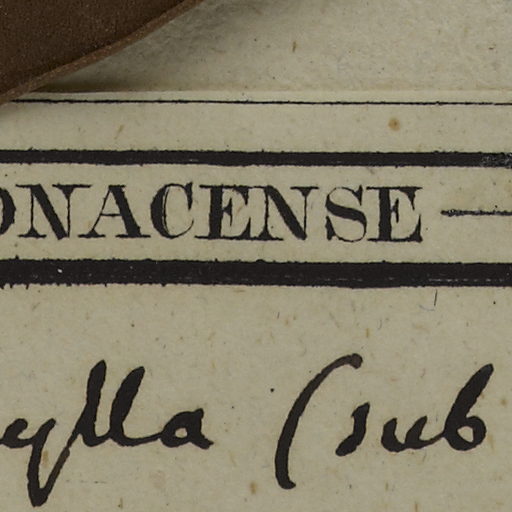 ONACENSE —
ylla (sub